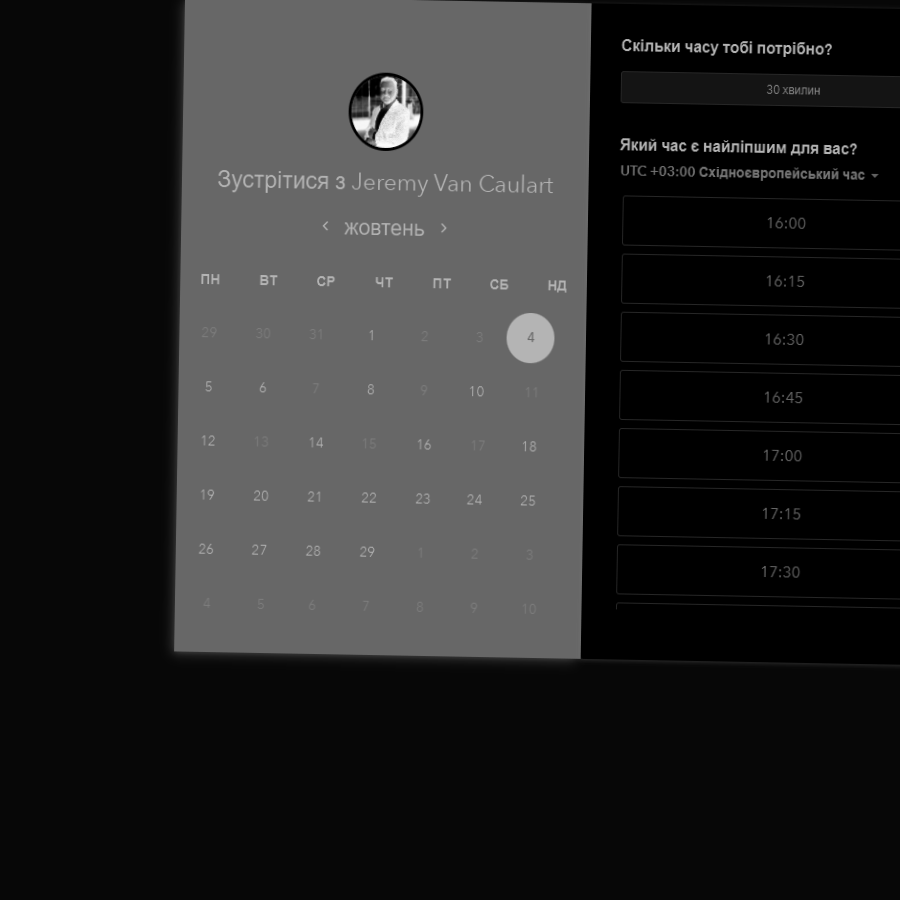 Зустрітися з Jeremy Van Caulart
жовтень
ПН ВТ СР ЧТ ПТ СБ НД
29 30 31 1 2 3 4
5 6 7 8 9 10 11
12 13 14 15 16 17 18
19 20 21 22 23 24 25
26 27 28 29 1 2 3
4 5 6 7 8 9 10
Скільки часу тобі потрібно?
30 хвилин
Який час є найліпшим для вас?
UTC +03:00 Східноєвропейський час
16:00
16:15
16:30
16:45
17:00
17:15
17:30